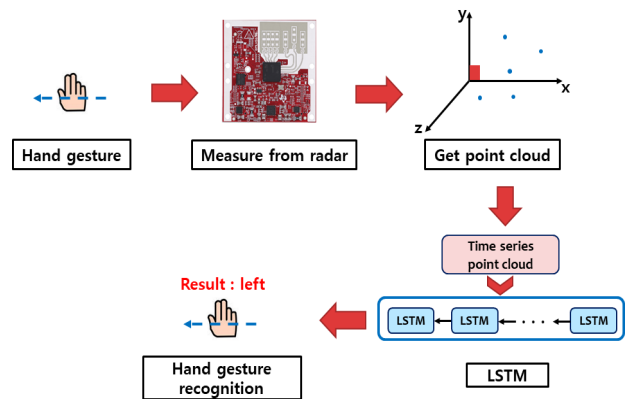 y
x
z
Hand gesture
Measure from radar
Get point cloud
Time series
point cloud
Result : left
LSTM
LSTM
· · ·
LSTM
Hand gesture
recognition
LSTM